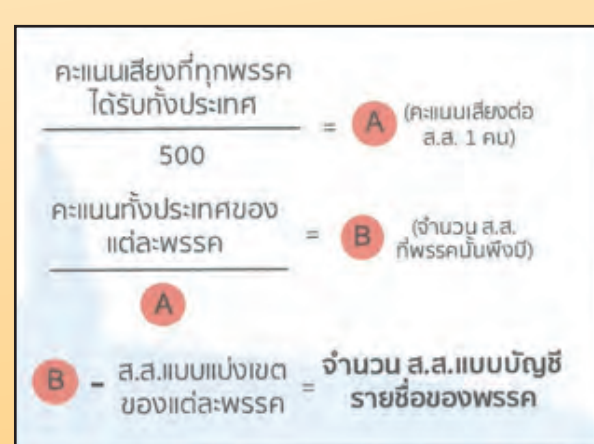 คะแนนเสียงที่ทุกพรรค
ได้รับทั้งประเทศ
500
= A (คะแนนเสียงต่อ
ส.ส. 1 คน)
คะแนนทั้งประเทศของ
แต่ละพรรค
A
= B (จำนวน ส.ส.
ที่พรรคนั้นพึงมี)
B - ส.ส.แบบแบ่งเขต
ของแต่ละพรรค
= จำนวน ส.ส.แบบบัญชี
รายชื่อของพรรค